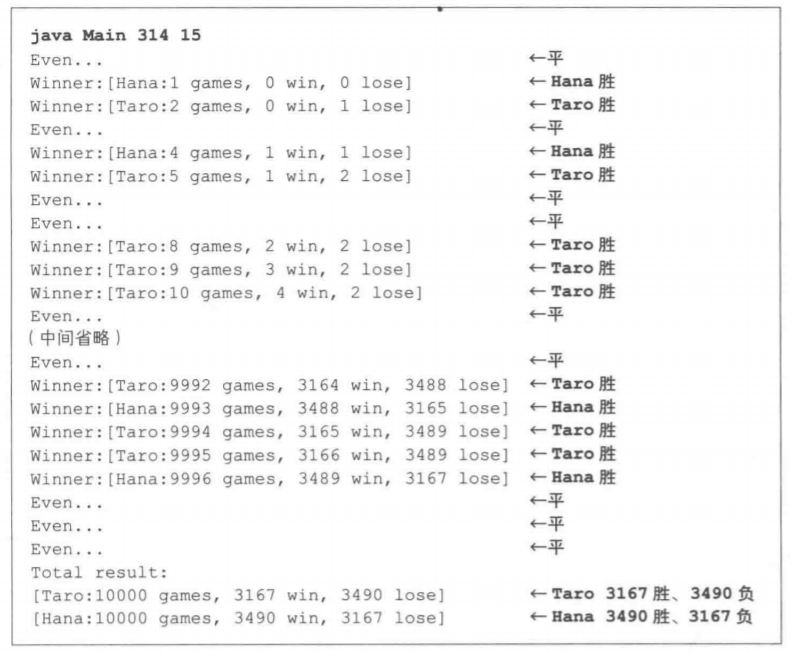 java Main 314 15
Even... ←平
Winner:[Hana:1 games, 0 win, 0 lose] ←Hana 胜
Winner:[Taro:2 games, 0 win, 1 lose] ←Taro 胜
Even... ←平
Winner:[Hana:4 games, 1 win, 1 lose] ←Hana 胜
Winner:[Taro:5 games, 1 win, 2 lose] ←Taro 胜
Even... ←平
Even... ←平
Winner:[Taro:8 games, 2 win, 2 lose] ←Taro 胜
Winner:[Taro:9 games, 3 win, 2 lose] ←Taro 胜
Winner:[Taro:10 games, 4 win, 2 lose] ←Taro 胜
Even... ←平
(中间省略)
Even... ←平
Winner:[Taro:9992 games, 3164 win, 3488 lose] ←Taro 胜
Winner:[Hana:9993 games, 3488 win, 3165 lose] ←Hana 胜
Winner:[Taro:9994 games, 3165 win, 3489 lose] ←Taro 胜
Winner:[Taro:9995 games, 3166 win, 3489 lose] ←Taro 胜
Winner:[Hana:9996 games, 3489 win, 3167 lose] ←Hana 胜
Even... ←平
Even... ←平
Even... ←平
Total result:
[Taro:10000 games, 3167 win, 3490 lose] ←Taro 3167 胜、3490 负
[Hana:10000 games, 3490 win, 3167 lose] ←Hana 3490 胜、3167 负